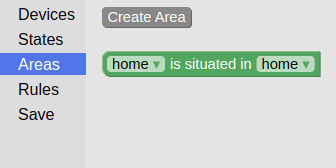 Devices
States
Areas
Rules
Save
Create Area
home ▾ is situated in home ▾